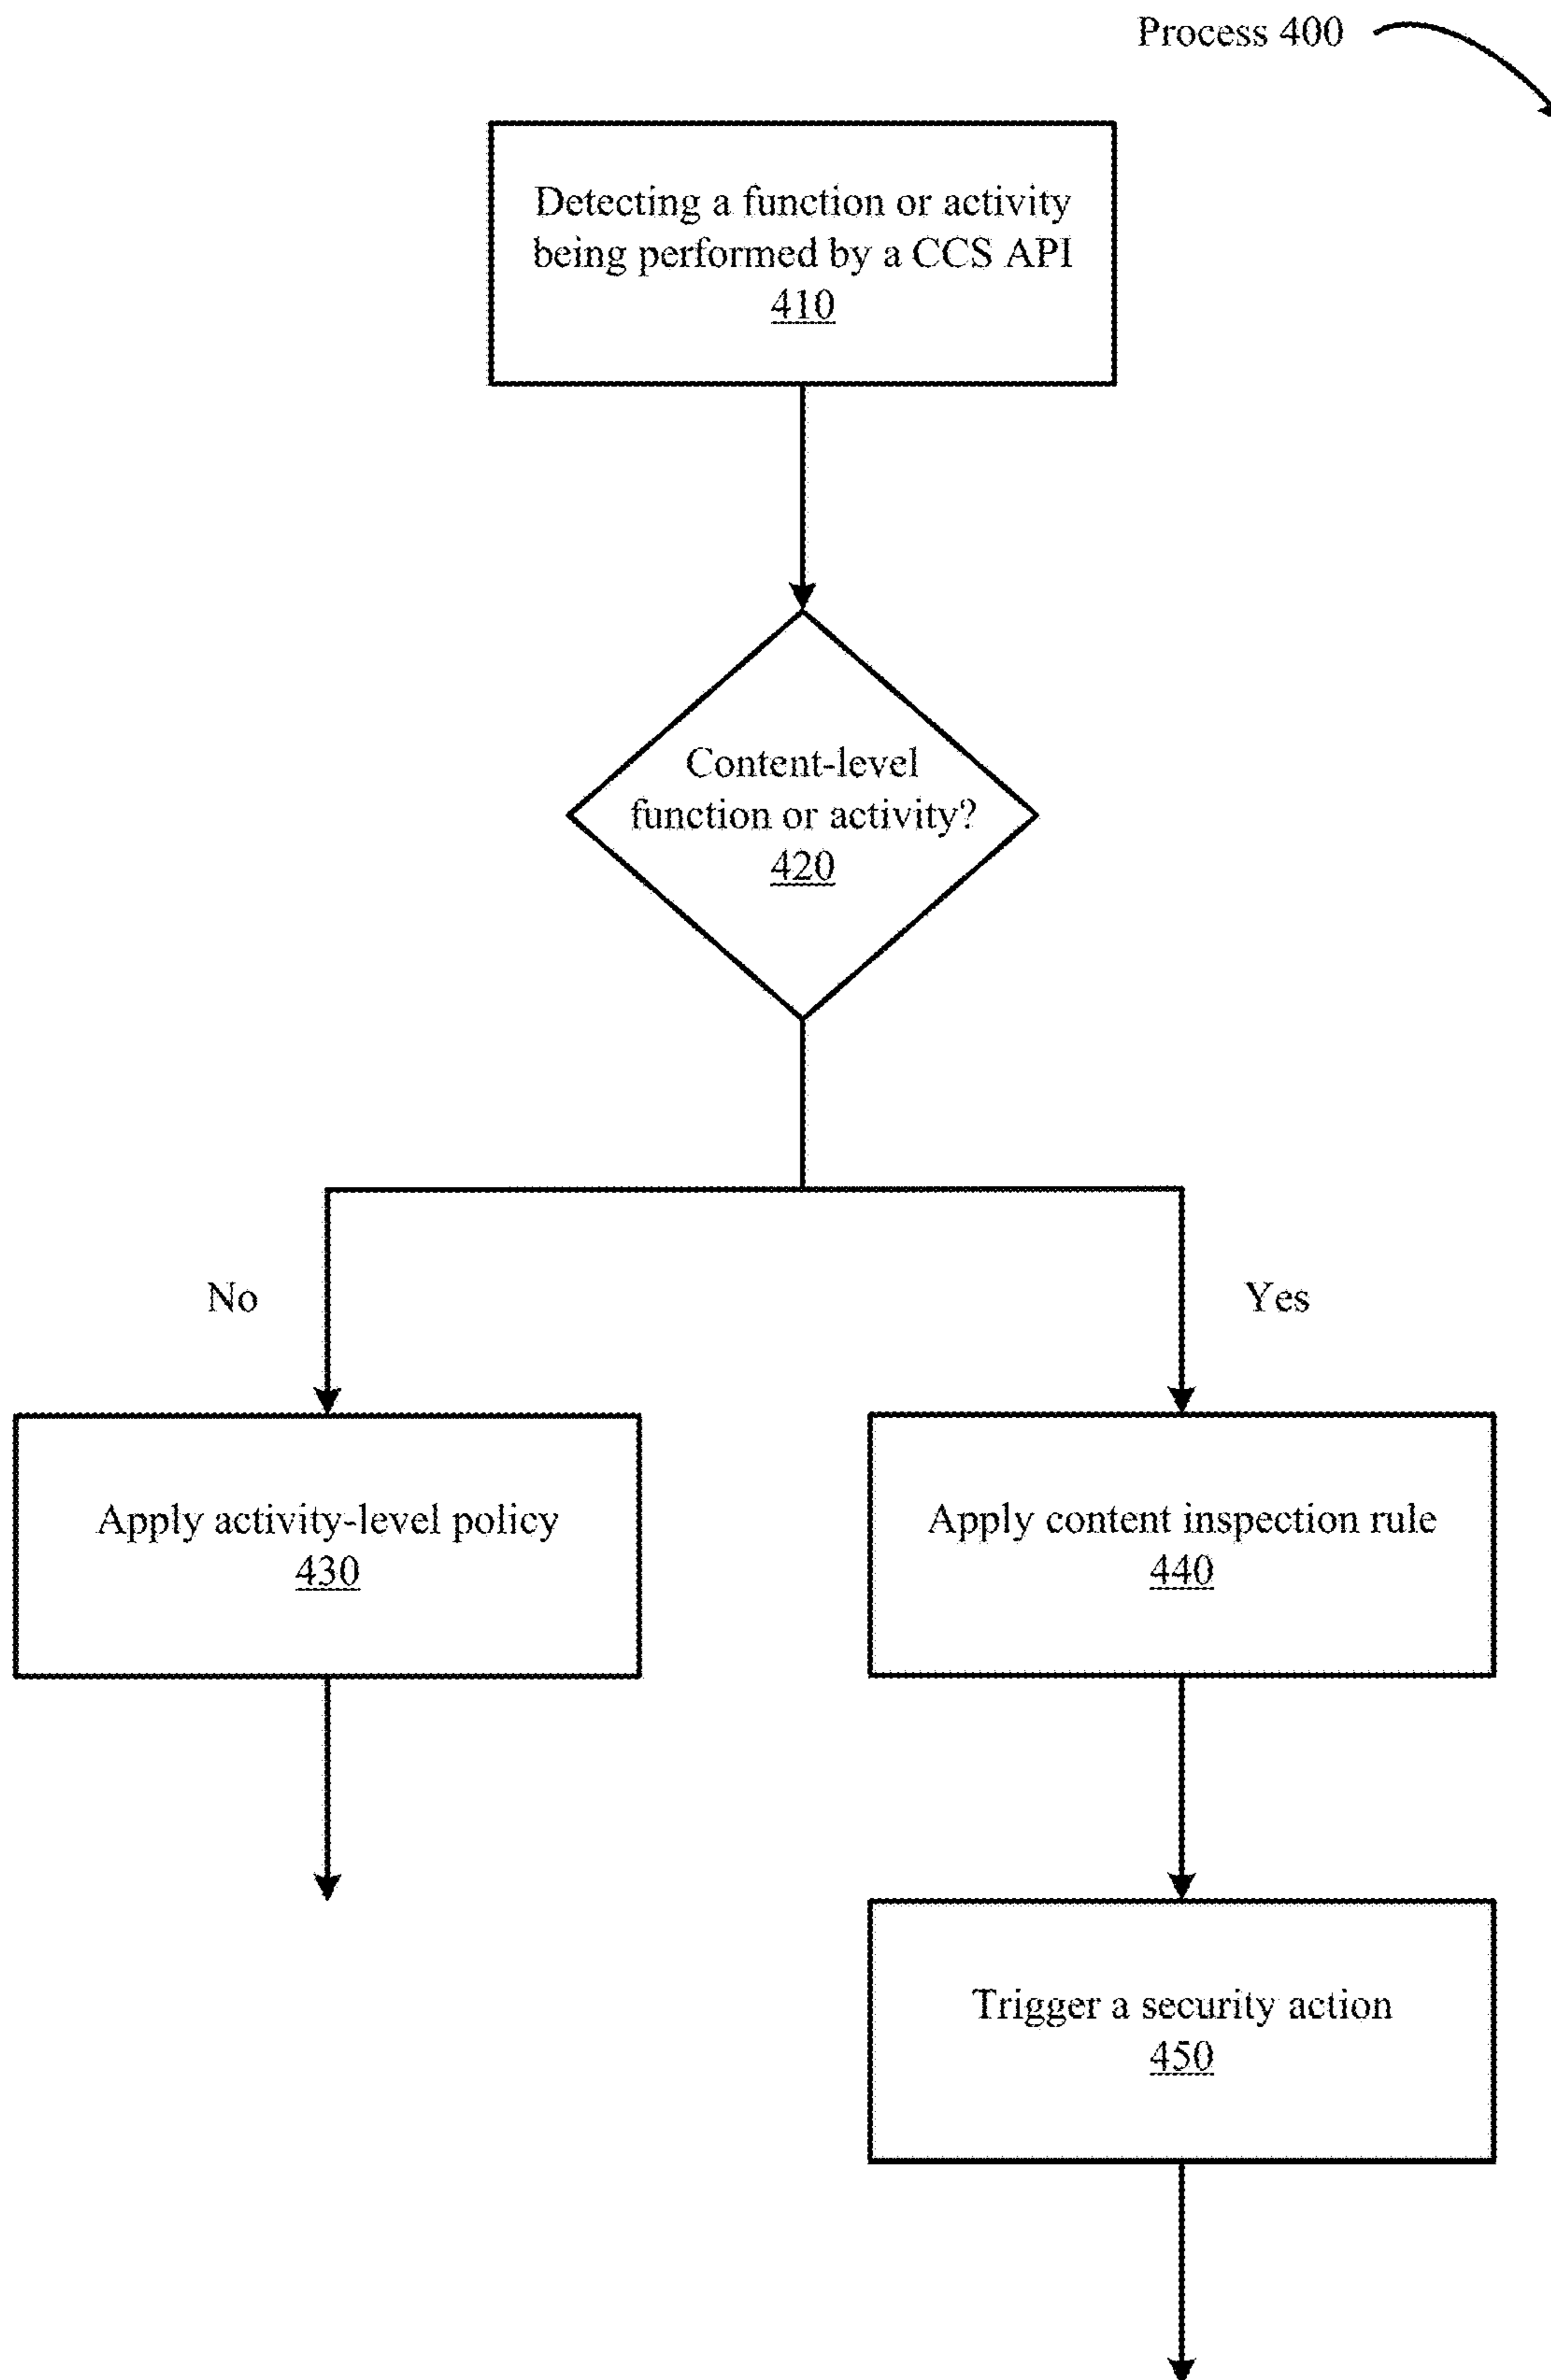 Process 400
Detecting a function or activity
being performed by a CCS API
410
Content-level
function or activity?
420
No
Yes
Apply activity-level policy
430
Apply content inspection rule
440
Trigger a security action
450